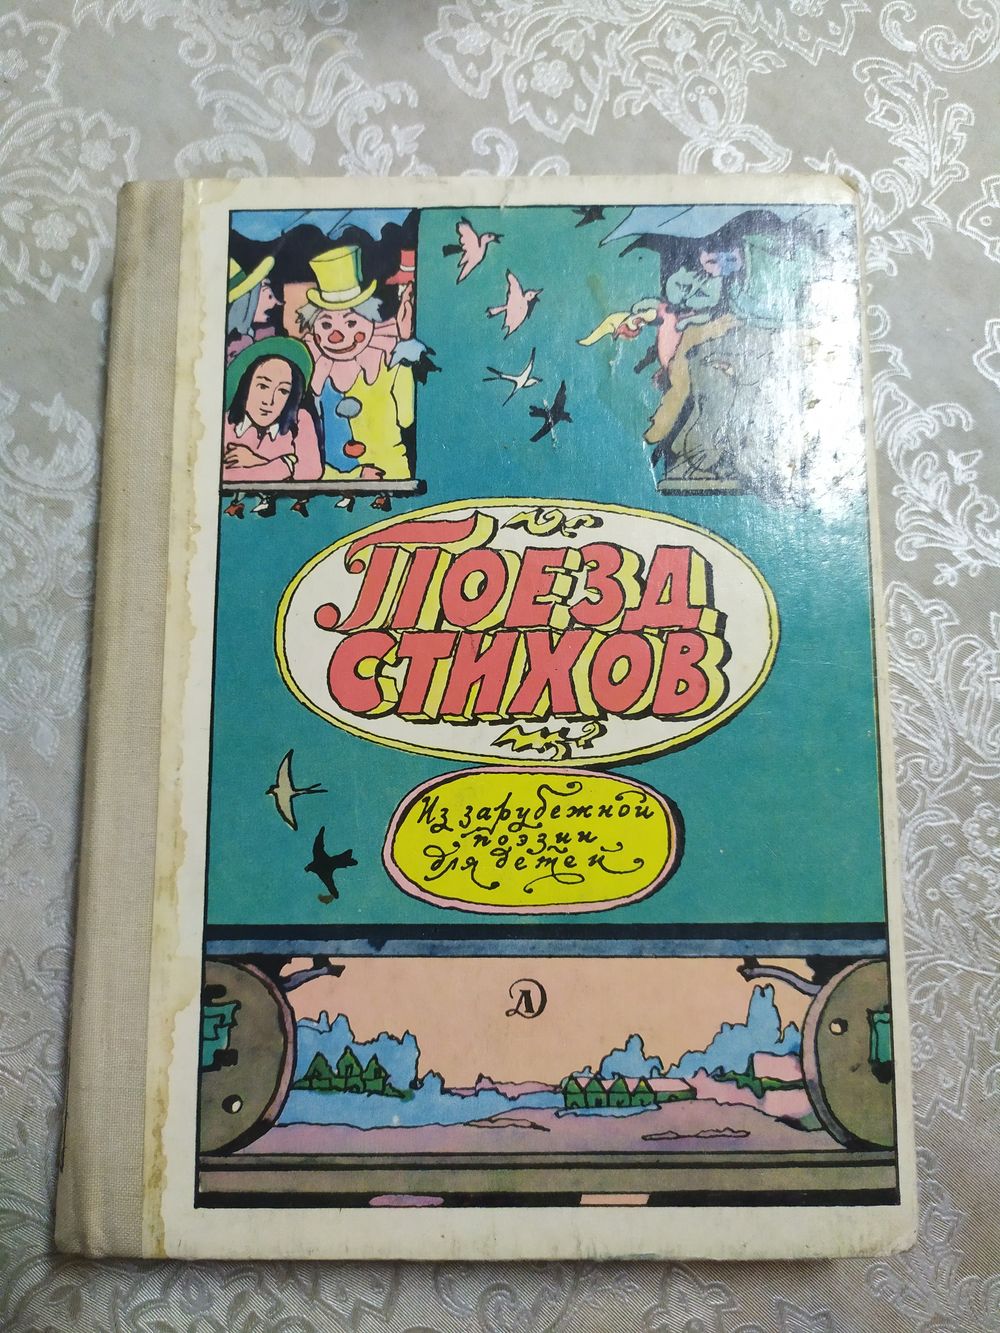 ПОЕЗД
СТИХОВ
Из зарубежной
поэзии
для детей
Д